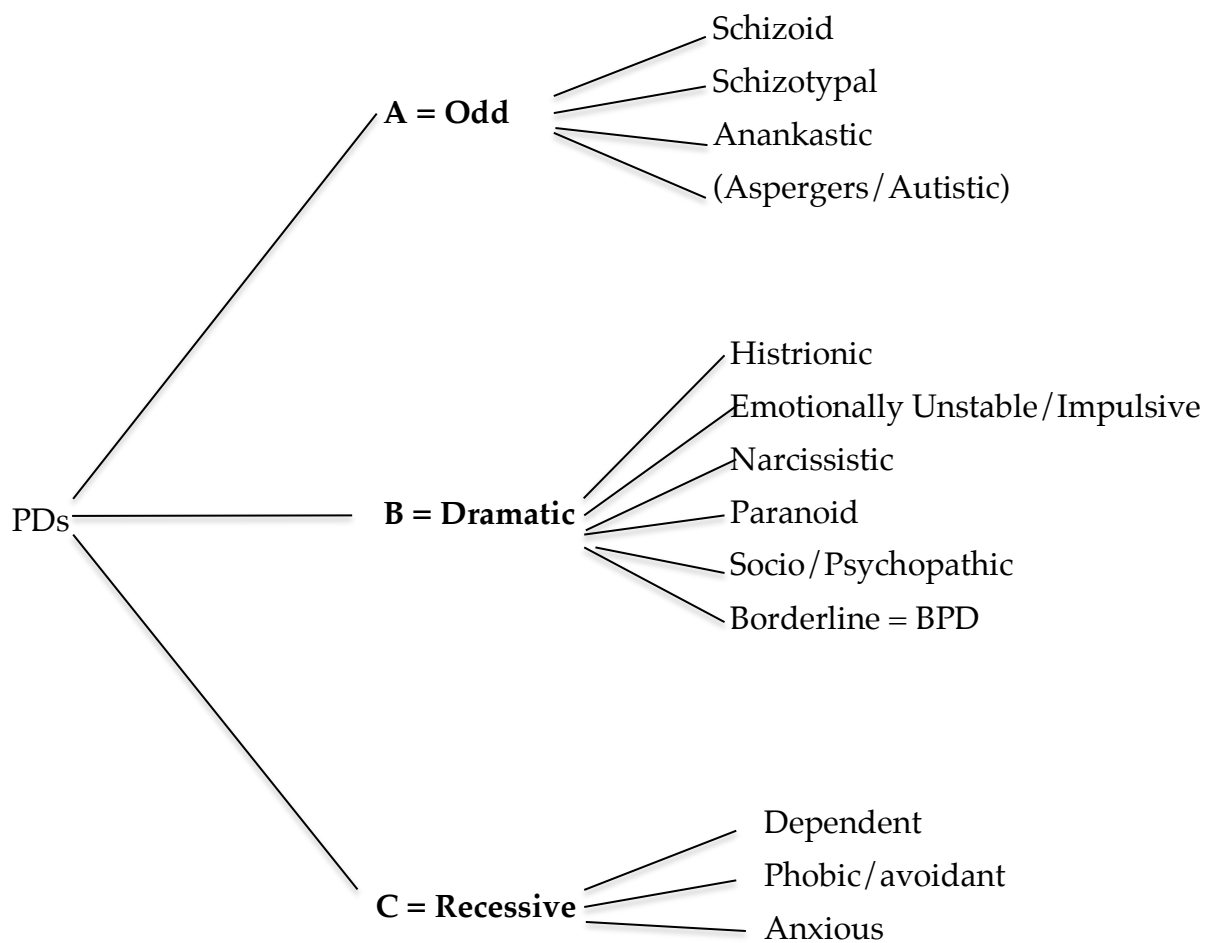 Schizoid
Schizotypal
A = Odd
Anankastic
(Aspergers/Autistic)
Histrionic
Emotionally Unstable/Impulsive
Narcissistic
PDs
B = Dramatic
Paranoid
Socio/Psychopathic
Borderline = BPD
Dependent
Phobic/avoidant
C = Recessive
Anxious